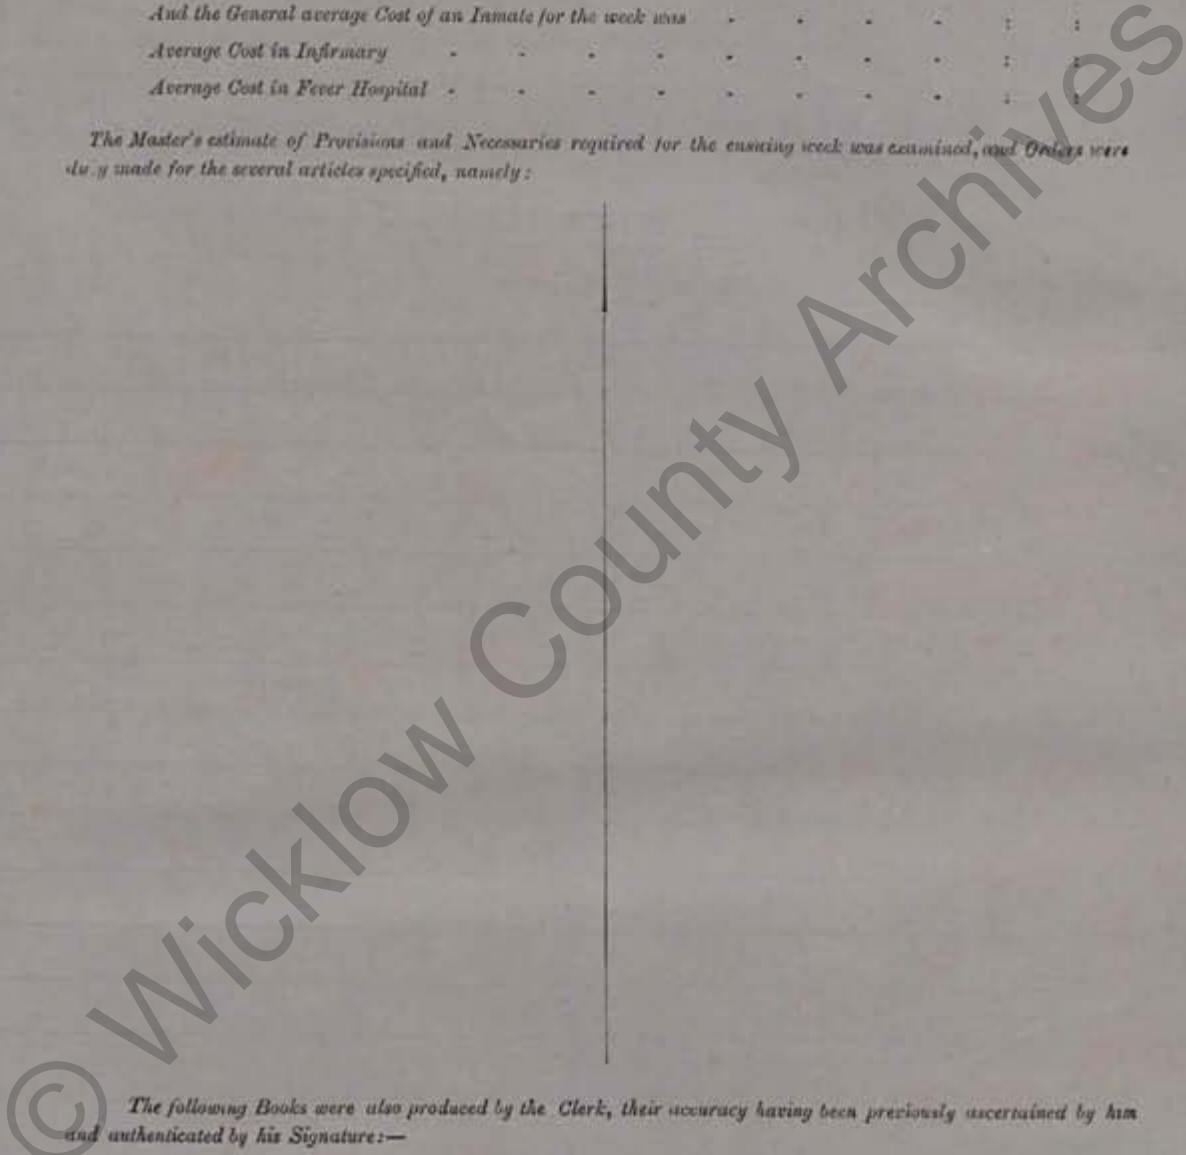 And the General average Cost of an Inmate for the week was - - - - : :
Average Cost in Infirmary - - - - - - - - : :
Average Cost in Fever Hospital - - - - - - - - : :
The Master's estimate of Provisions and Necessaries required for the ensuing week was examined, and Orders were
du y made for the several articles specified, namely:
The following Books were also produced by the Clerk, their accuracy having been previously ascertained by him
and authenticated by his Signature:—
© Wicklow County Archives